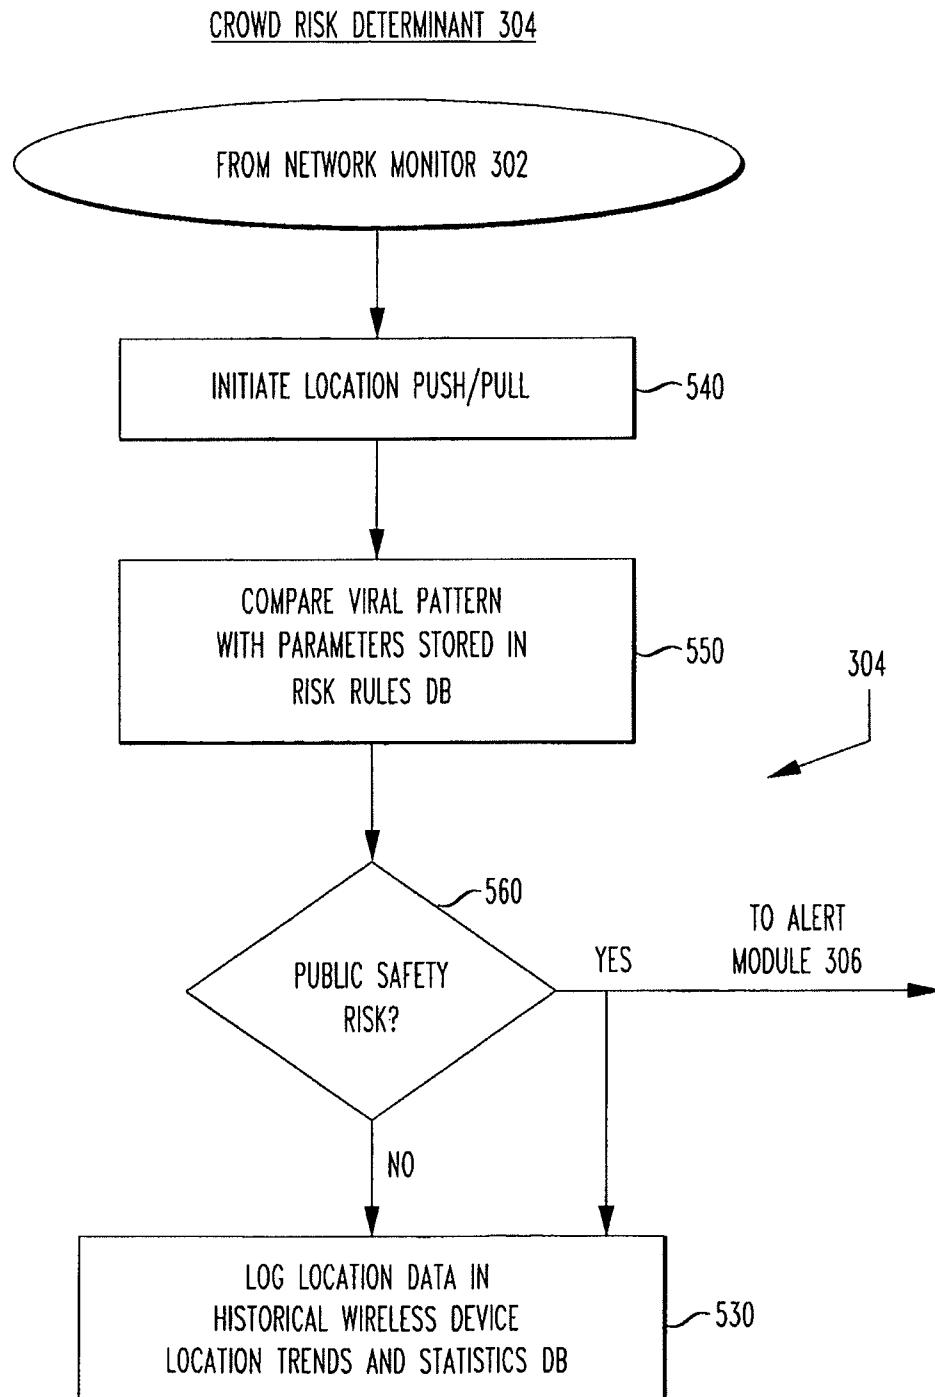 CROWD RISK DETERMINANT 304
FROM NETWORK MONITOR 302
INITIATE LOCATION PUSH/PULL
540
COMPARE VIRAL PATTERN
WITH PARAMETERS STORED IN
RISK RULES DB
550
304
560
PUBLIC SAFETY
RISK?
YES
TO ALERT
MODULE 306
NO
LOG LOCATION DATA IN
HISTORICAL WIRELESS DEVICE
LOCATION TRENDS AND STATISTICS DB
530